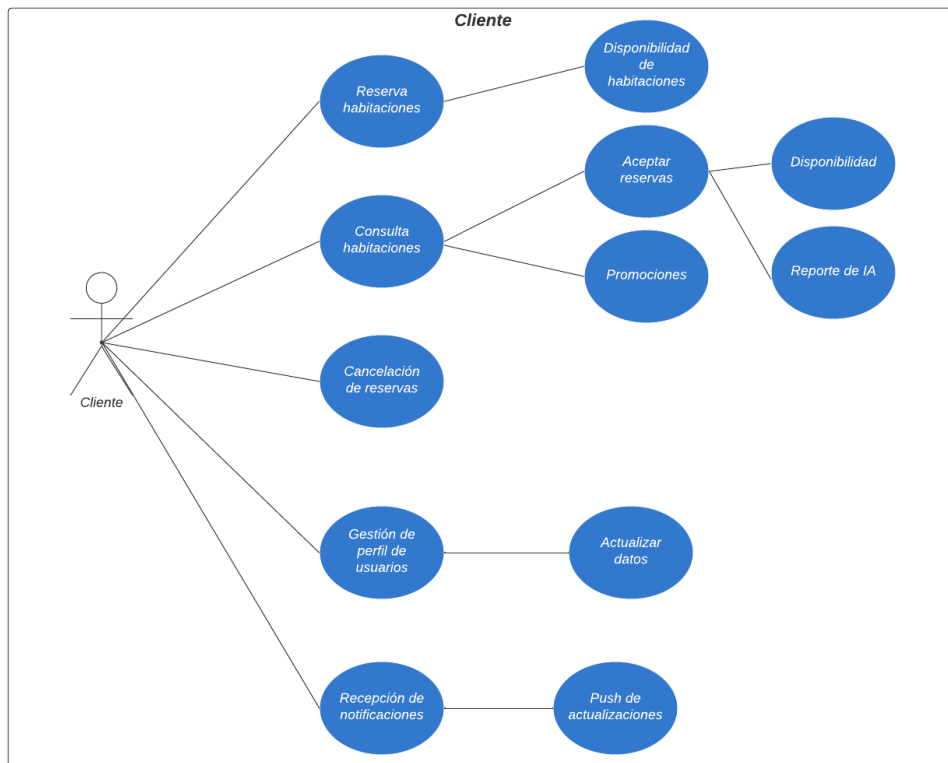 Cliente
Reserva
habitaciones
Disponibilidad
de
habitaciones
Consulta
habitaciones
Aceptar
reservas
Disponibilidad
Promociones
Reporte de IA
Cancelación
de reservas
Cliente
Gestión de
perfil de
usuarios
Actualizar
datos
Recepción de
notificaciones
Push de
actualizaciones